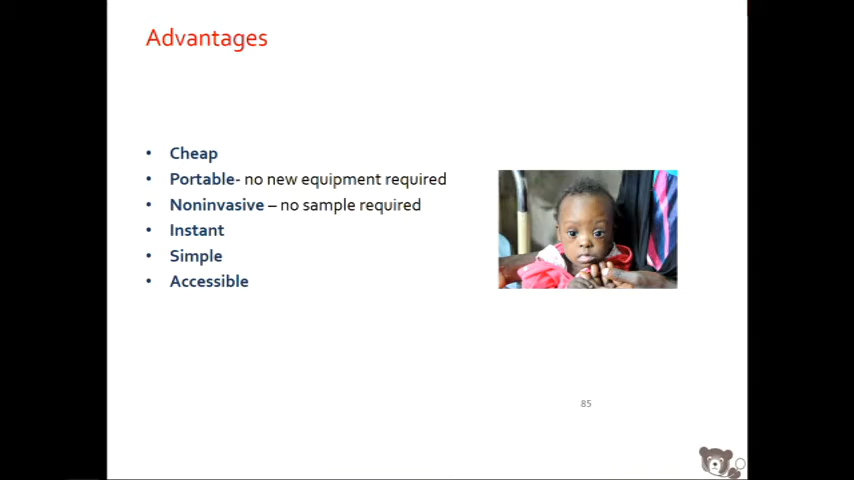 Advantages
• Cheap
• Portable- no new equipment required
• Noninvasive – no sample required
• Instant
• Simple
• Accessible
85